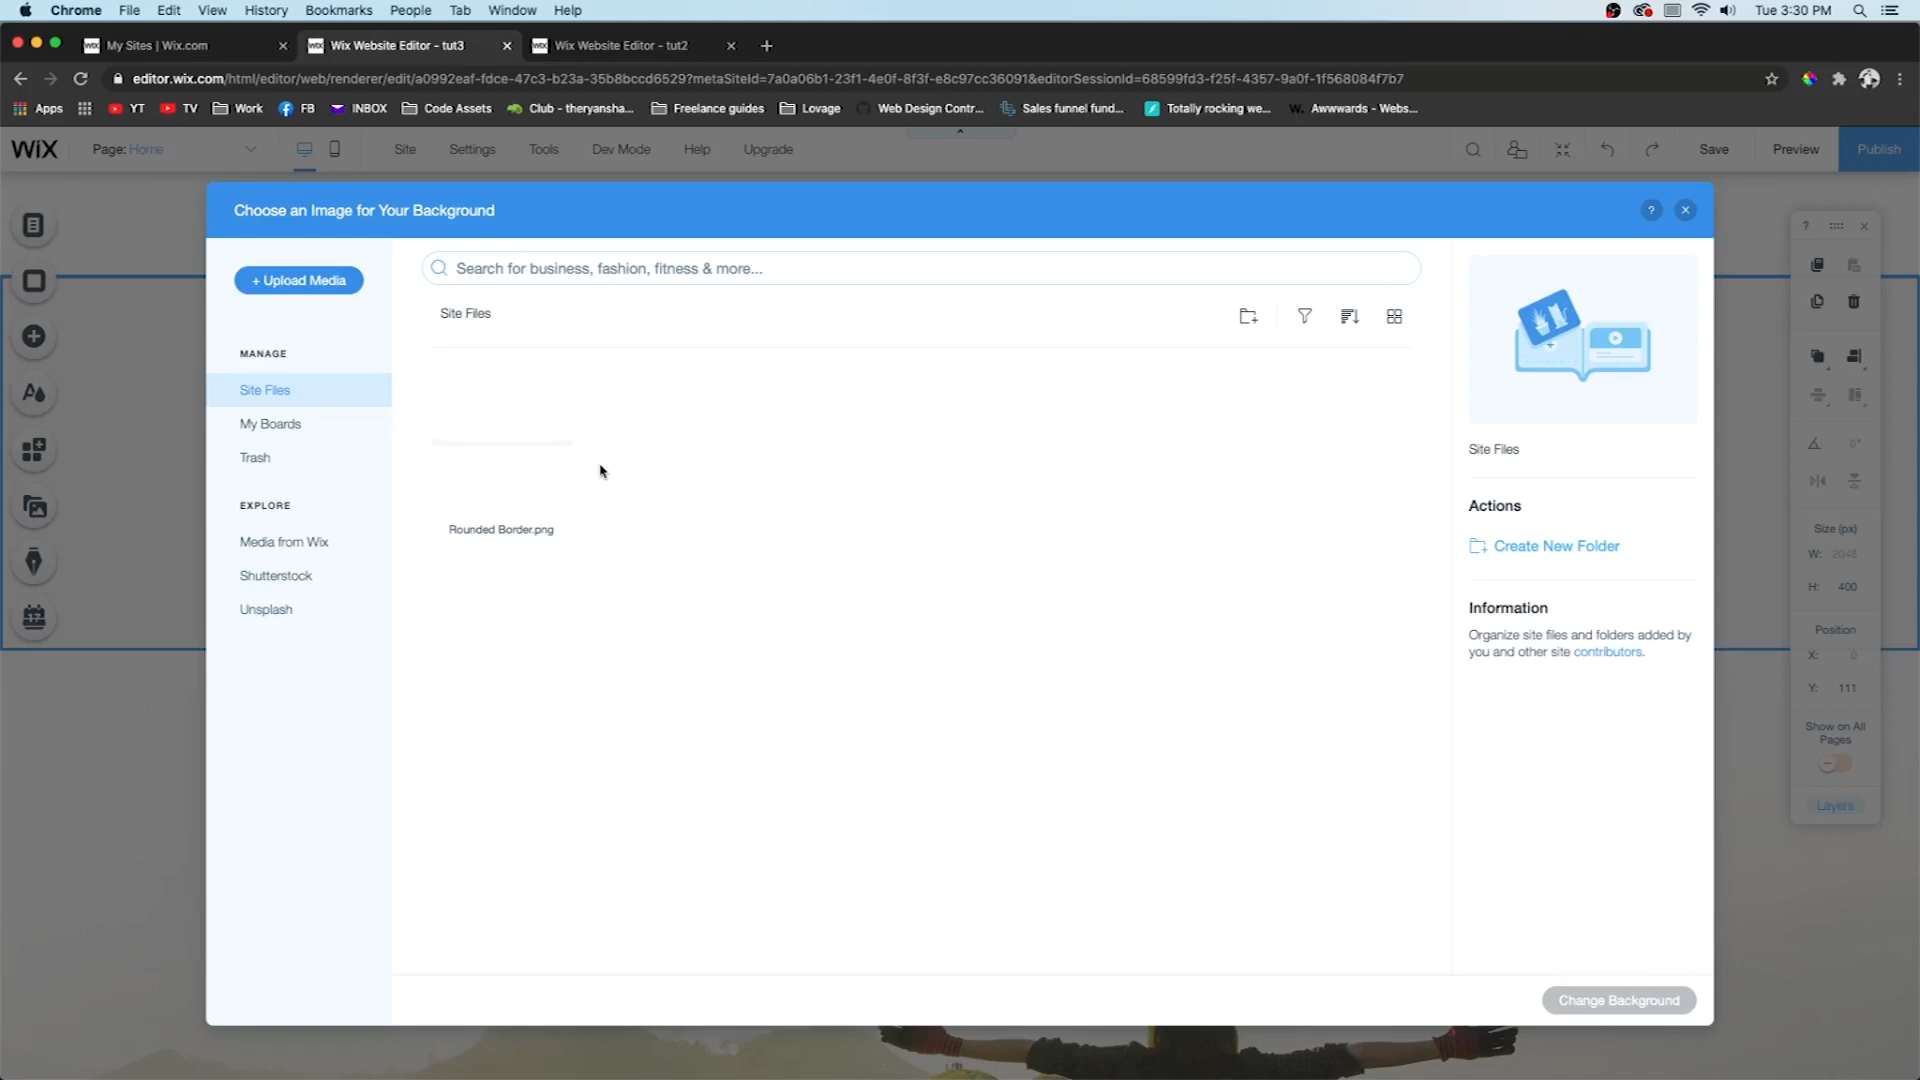 Chrome File Edit View History Bookmarks People Tab Window Help Tue 3:30 PM
WiX My Sites | Wix.com WiX Wix Website Editor - tut3 WiX Wix Website Editor - tut2
editor.wix.com/html/editor/web/renderer/edit/a0992eaf-fdce-47c3-b23a-35b8bccd6529?metaSiteId=7a0a06b1-23f1-4e0f-8f3f-e8c97cc36091&editorSessionId=68599fd3-f25f-4357-9a0f-1f568084f7b7
Apps YT TV Work FB INBOX Code Assets Club - theryansha... Freelance guides Lovage Web Design Contr... Sales funnel fund... Totally rocking we... W. Awwwards - Webs...
WiX Page: Home Site Settings Tools Dev Mode Help Upgrade Save Preview Publish
Choose an Image for Your Background ?
+ Upload Media
Search for business, fashion, fitness & more...
Site Files
MANAGE
Site Files
My Boards
Trash
EXPLORE
Media from Wix
Shutterstock
Unsplash
Rounded Border.png
Site Files
Actions
Create New Folder
Information
Organize site files and folders added by
you and other site contributors.
Change Background
?
0°
Size (px)
W: 2048
H: 400
Position
X: 0
Y: 111
Show on All
Pages
Layers
17